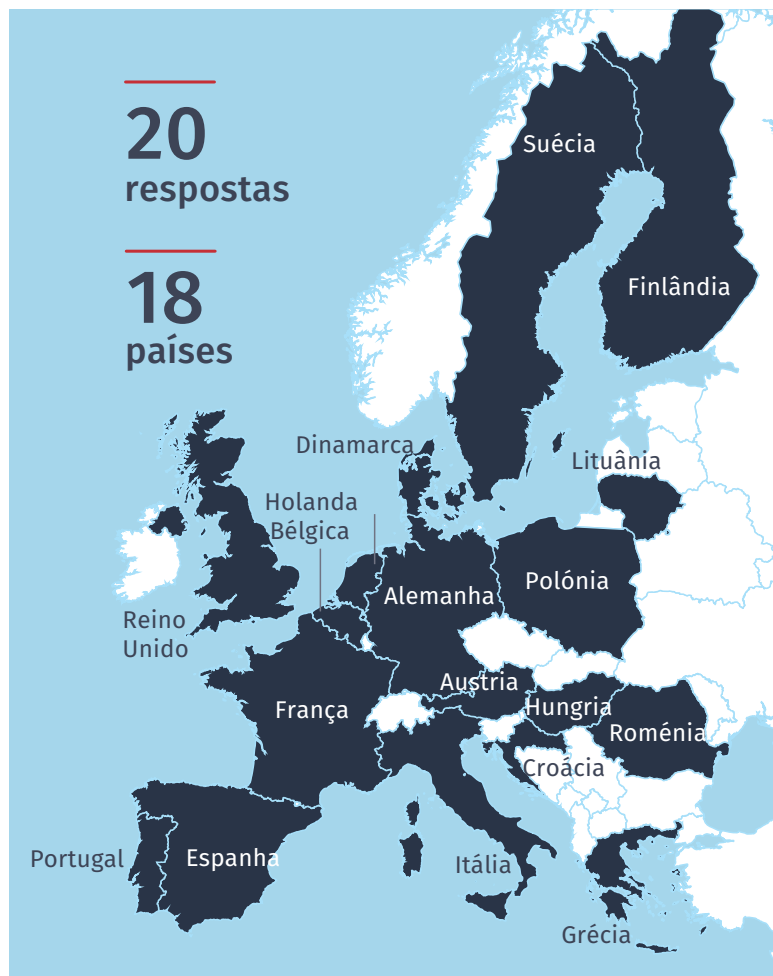 20
respostas
18
países
Suécia
Finlândia
Dinamarca
Lituânia
Holanda
Bélgica
Polónia
Alemanha
Reino
Unido
Austria
Hungria
França
Roménia
Croácia
Portugal
Espanha
Itália
Grécia